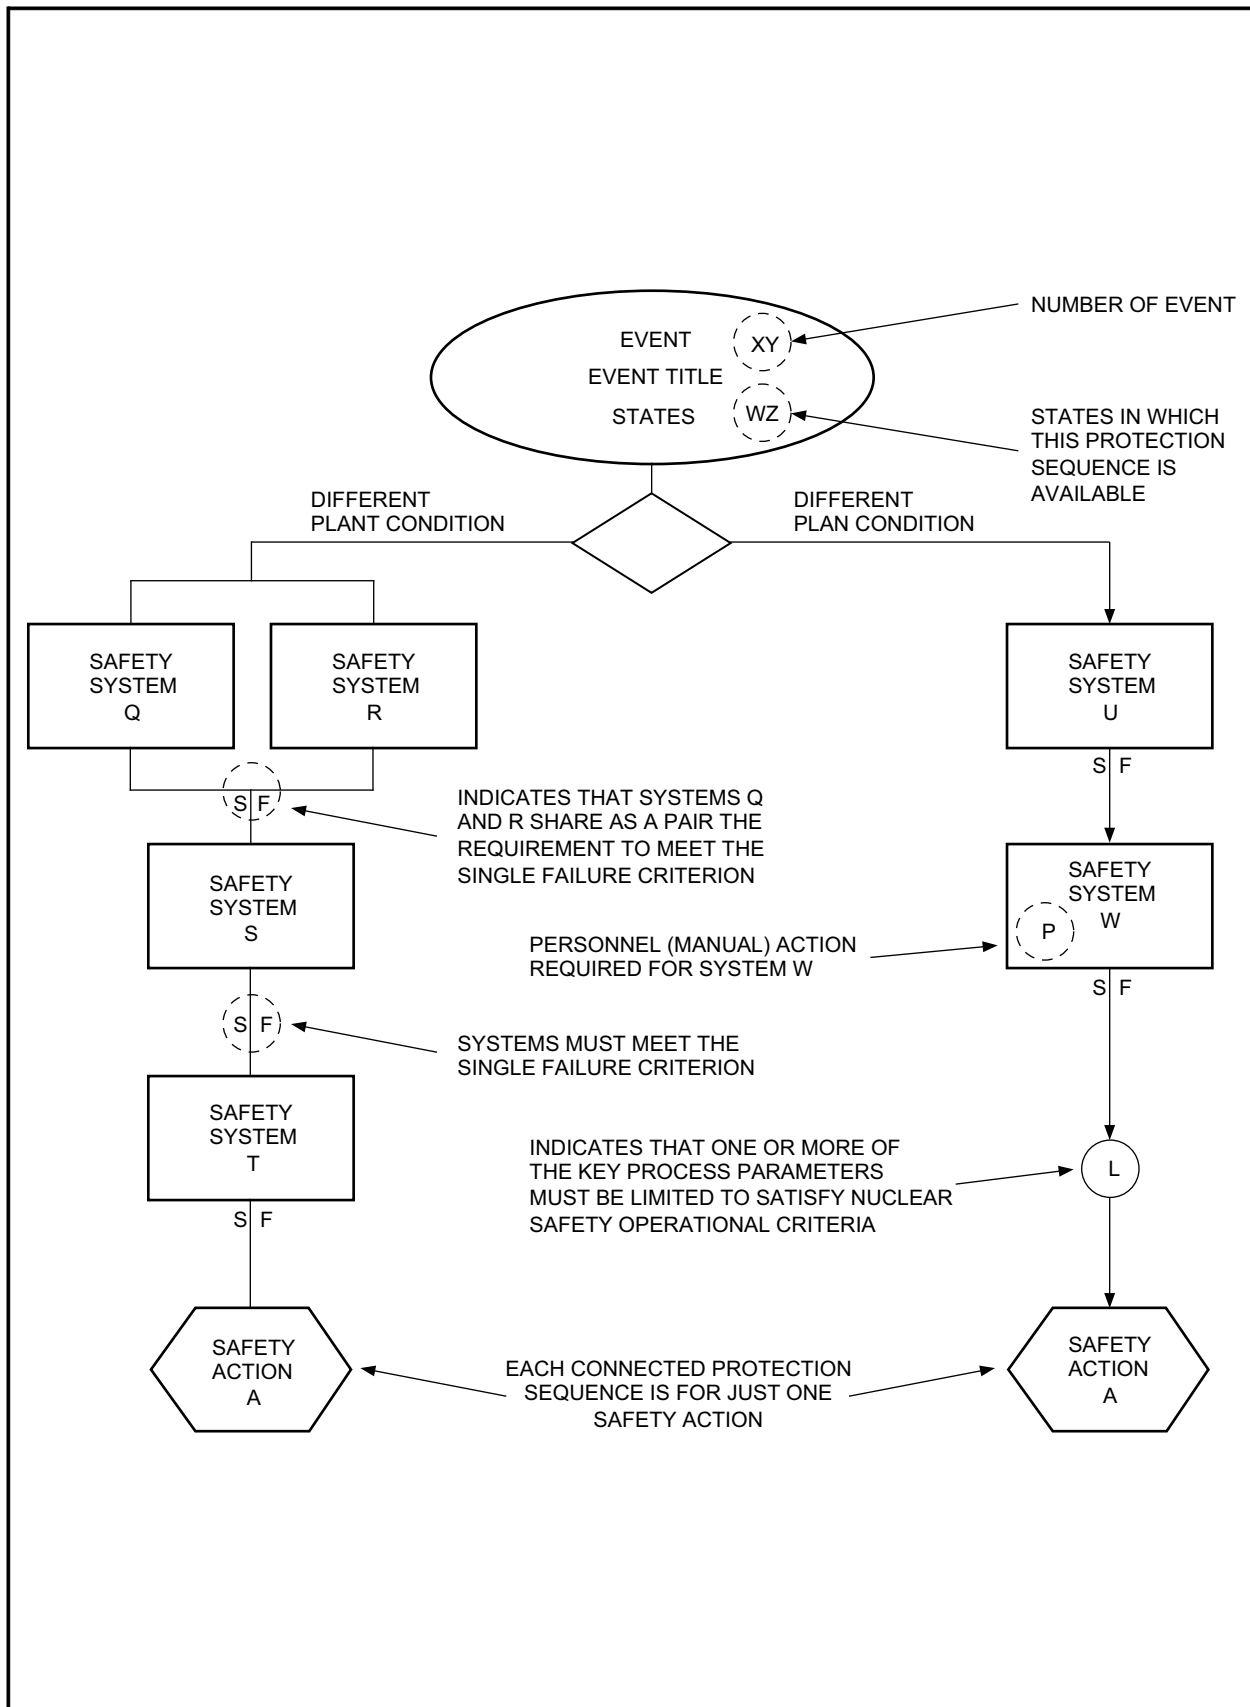 NUMBER OF EVENT
EVENT
XY
EVENT TITLE
STATES
WZ
STATES IN WHICH
THIS PROTECTION
SEQUENCE IS
AVAILABLE
DIFFERENT
PLANT CONDITION
DIFFERENT
PLAN CONDITION
SAFETY
SYSTEM
Q
SAFETY
SYSTEM
R
SAFETY
SYSTEM
U
S F
S F
INDICATES THAT SYSTEMS Q
AND R SHARE AS A PAIR THE
REQUIREMENT TO MEET THE
SINGLE FAILURE CRITERION
SAFETY
SYSTEM
S
SAFETY
SYSTEM
W
P
PERSONNEL (MANUAL) ACTION
REQUIRED FOR SYSTEM W
S F
S F
SYSTEMS MUST MEET THE
SINGLE FAILURE CRITERION
SAFETY
SYSTEM
T
INDICATES THAT ONE OR MORE OF
THE KEY PROCESS PARAMETERS
MUST BE LIMITED TO SATISFY NUCLEAR
SAFETY OPERATIONAL CRITERIA
L
S F
SAFETY
ACTION
A
EACH CONNECTED PROTECTION
SEQUENCE IS FOR JUST ONE
SAFETY ACTION
SAFETY
ACTION
A